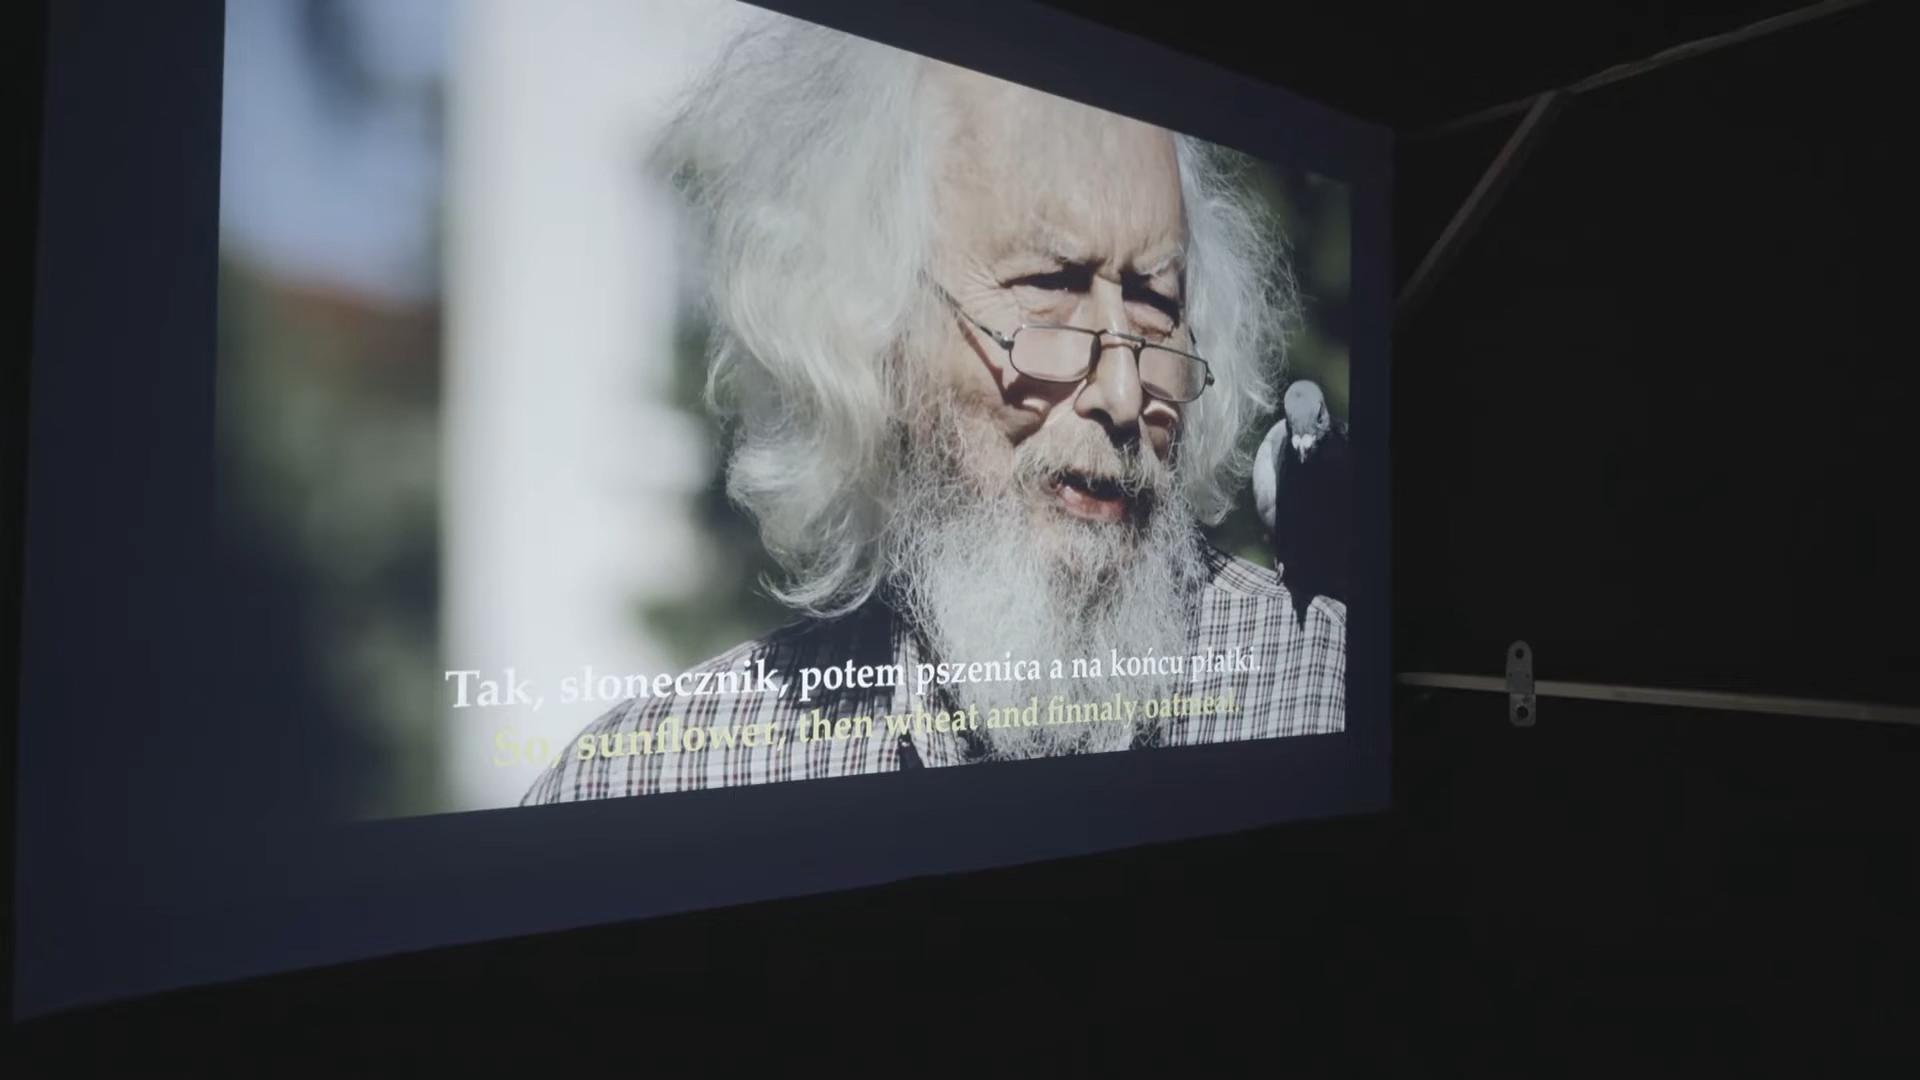 Tak, słonecznik, potem pszenica a na końcu płatki.
So, sunflower, then wheat and finnaly oatmeal.